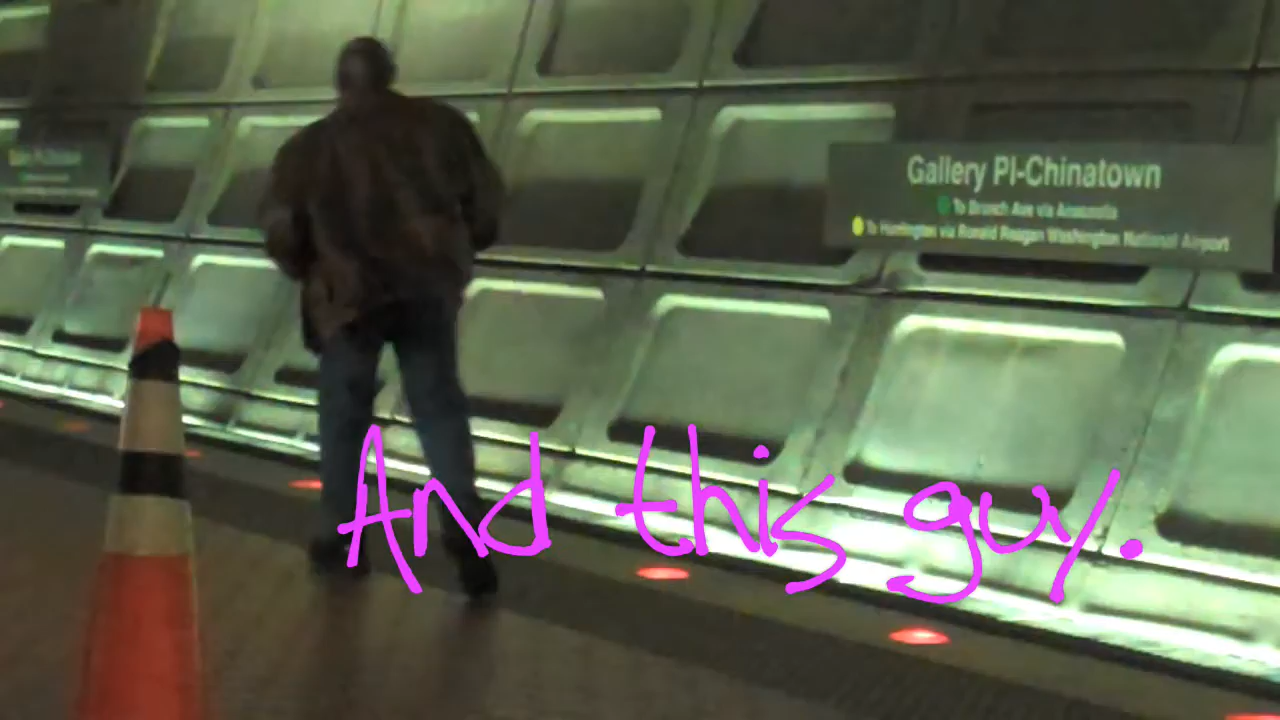 Gallery Pl-Chinatown
To Branch Ave via Anacostia
To Huntington via Ronald Reagan Washington National Airport
And this guy.